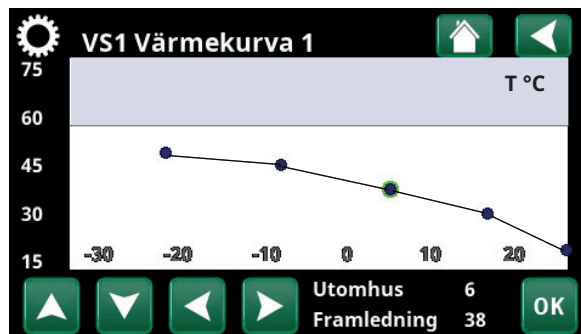 VS1 Värmekurva 1
75
T °C
60
45
30
15
-30 -20 -10 0 10 20
Utomhus 6
Framledning 38
OK